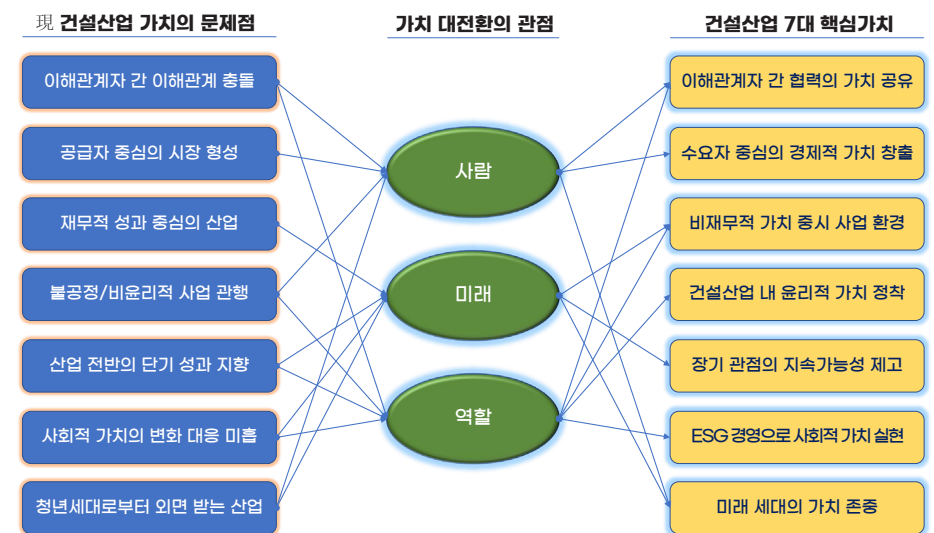 現 건설산업 가치의 문제점
가치 대전환의 관점
건설산업 7대 핵심가치
이해관계자 간 이해관계 충돌
공급자 중심의 시장 형성
재무적 성과 중심의 산업
불공정/비윤리적 사업 관행
산업 전반의 단기 성과 지향
사회적 가치의 변화 대응 미흡
청년세대로부터 외면 받는 산업
사람
미래
역할
이해관계자 간 협력의 가치 공유
수요자 중심의 경제적 가치 창출
비재무적 가치 중시 사업 환경
건설산업 내 윤리적 가치 정착
장기 관점의 지속가능성 제고
ESG 경영으로 사회적 가치 실현
미래 세대의 가치 존중